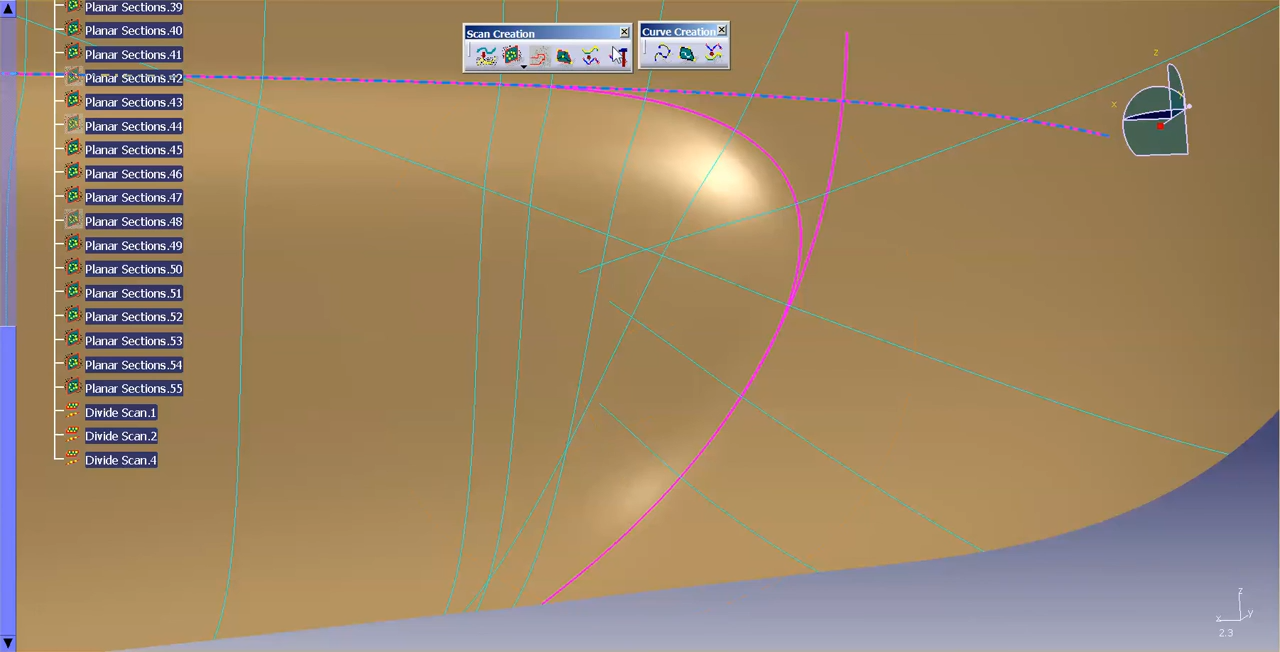 Planar Sections.39
Planar Sections.40
Planar Sections.41
Planar Sections.42
Planar Sections.43
Planar Sections.44
Planar Sections.45
Planar Sections.46
Planar Sections.47
Planar Sections.48
Planar Sections.49
Planar Sections.50
Planar Sections.51
Planar Sections.52
Planar Sections.53
Planar Sections.54
Planar Sections.55
Divide Scan.1
Divide Scan.2
Divide Scan.4
Scan Creation
Curve Creation
z
x
z
x
y
2.3